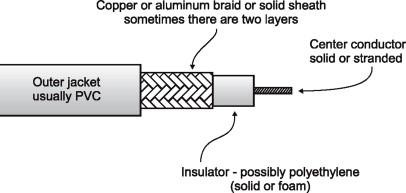 Copper or aluminum braid or solid sheath
sometimes there are two layers
Center conductor
solid or stranded
Outer jacket
usually PVC
Insulator - possibly polyethylene
(solid or foam)